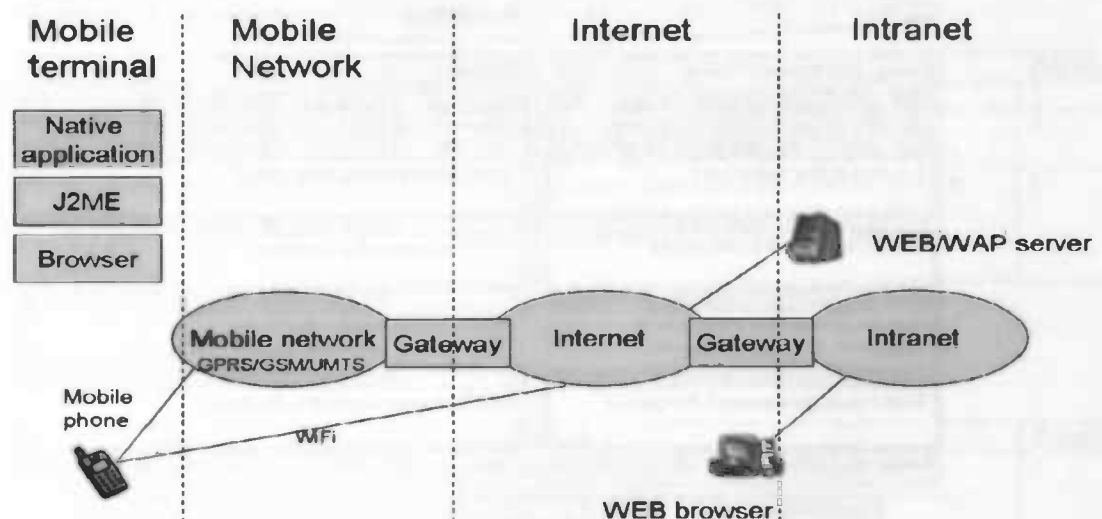 Mobile
terminal
Mobile
Network
Internet
Intranet
Native
application
J2ME
Browser
WEB/WAP server
Mobile network
GPRS/GSM/UMTS
Gateway
Internet
Gateway
Intranet
Mobile
phone
WiFi
WEB browser